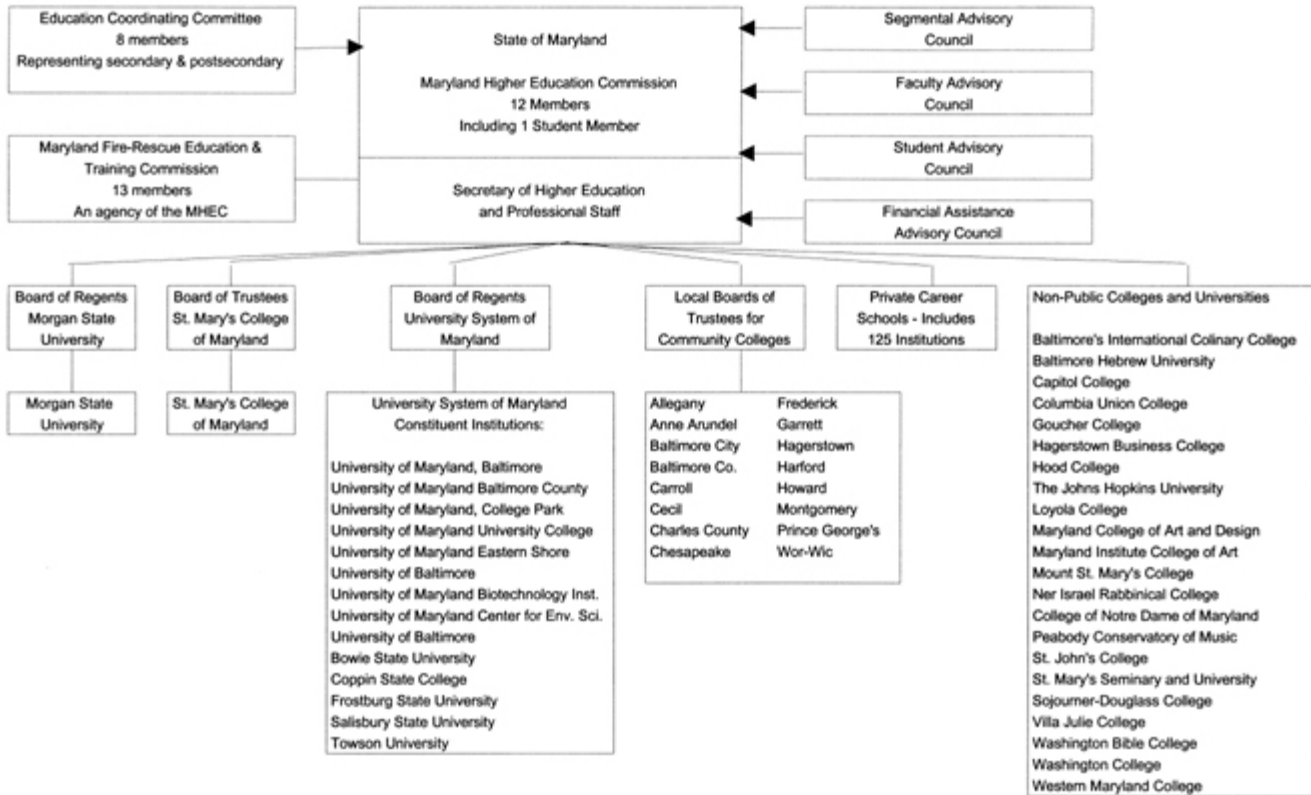 Education Coordinating Committee
8 members
Representing secondary & postsecondary
State of Maryland
Maryland Higher Education Commission
12 Members
Including 1 Student Member
Segmental Advisory
Council
Faculty Advisory
Council
Maryland Fire-Rescue Education &
Training Commission
13 members
An agency of the MHEC
Secretary of Higher Education
and Professional Staff
Student Advisory
Council
Financial Assistance
Advisory Council
Board of Regents
Morgan State
University
Board of Trustees
St. Mary's College
of Maryland
Board of Regents
University System of
Maryland
Local Boards of
Trustees for
Community Colleges
Private Career
Schools - Includes
125 Institutions
Morgan State
University
St. Mary's College
of Maryland
University System of Maryland
Constituent Institutions:
University of Maryland, Baltimore
University of Maryland Baltimore County
University of Maryland, College Park
University of Maryland University College
University of Maryland Eastern Shore
University of Baltimore
University of Maryland Biotechnology Inst.
University of Maryland Center for Env. Sci.
University of Baltimore
Bowie State University
Coppin State College
Frostburg State University
Salisbury State University
Towson University
Allegany Frederick
Anne Arundel Garrett
Baltimore City Hagerstown
Baltimore Co. Harford
Carroll Howard
Cecil Montgomery
Charles County Prince George's
Chesapeake Wor-Wic
Non-Public Colleges and Universities
Baltimore's International Colinary College
Baltimore Hebrew University
Capitol College
Columbia Union College
Goucher College
Hagerstown Business College
Hood College
The Johns Hopkins University
Loyola College
Maryland College of Art and Design
Maryland Institute College of Art
Mount St. Mary's College
Ner Israel Rabbinical College
College of Notre Dame of Maryland
Peabody Conservatory of Music
St. John's College
St. Mary's Seminary and University
Sojourner-Douglass College
Villa Julie College
Washington Bible College
Washington College
Western Maryland College